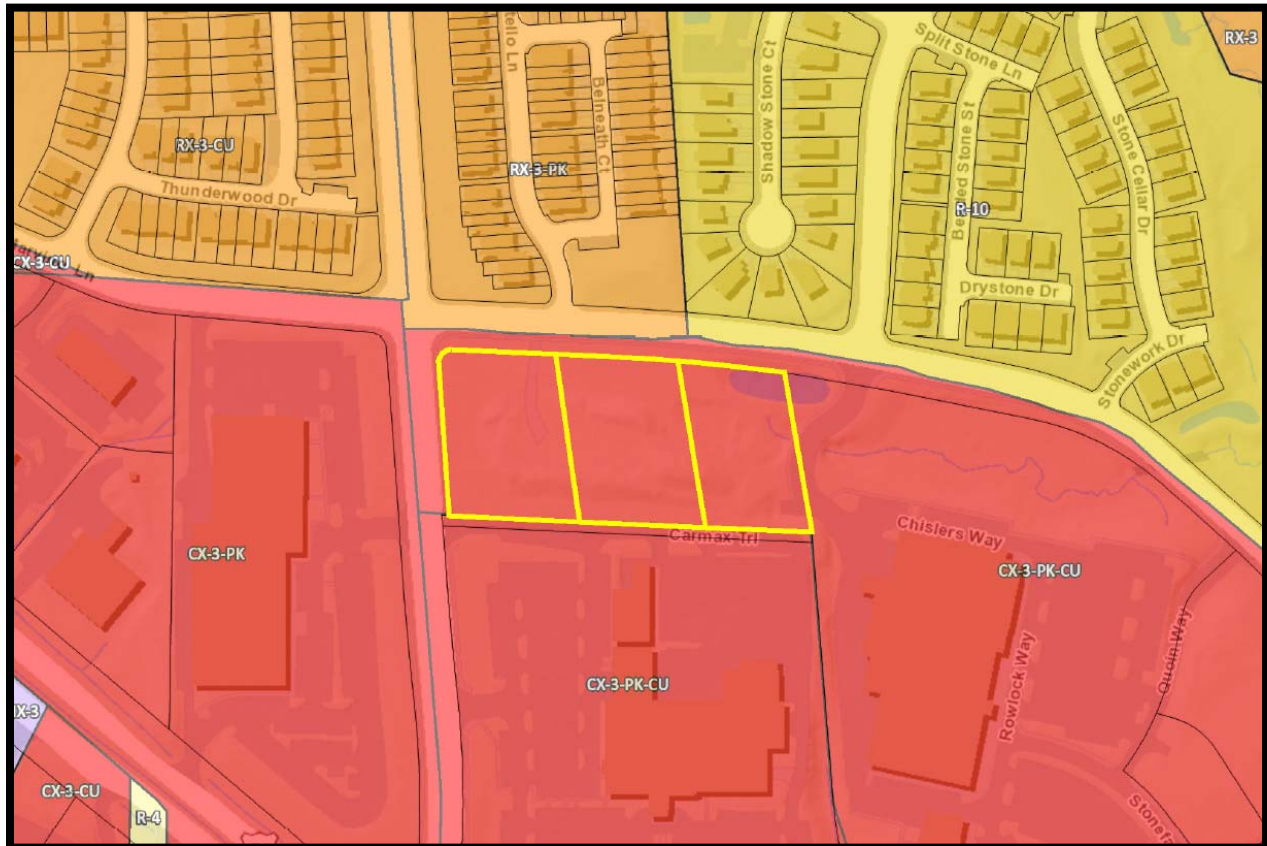 RX-3
Split Stone Ln
Belneath Ct
Shadow Stone Ct
Stone Cellar Dr
RX-3-CU
RX-3-PK
Thunderwood Dr
R-10
CX-3-CU
Drystone Dr
Stonework Dr
Carmax Trl
Chislers Way
CX-3-PK
CX-3-PK-CU
Quoin Way
CX-3-PK-CU
Rowlock Way
CX-3-CU
R-4